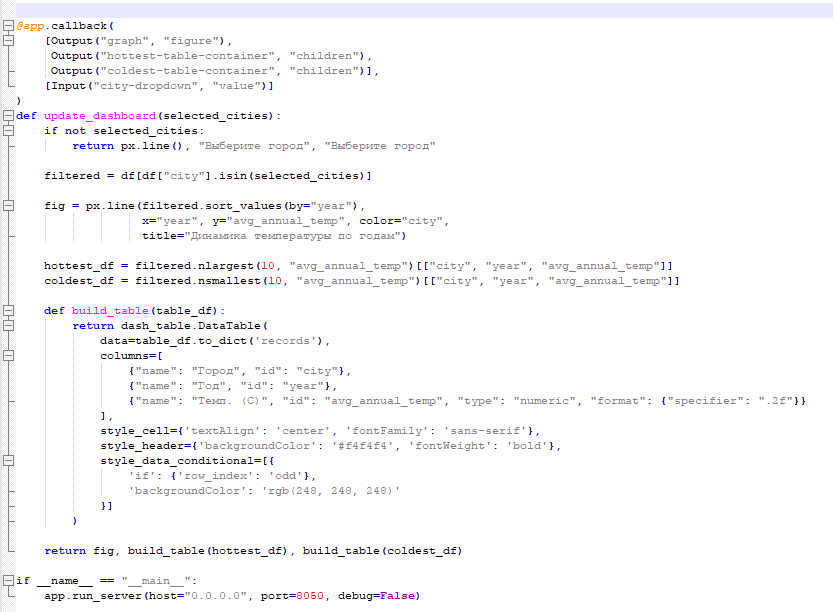 @app.callback(
    [Output("graph", "figure"),
     Output("hottest-table-container", "children"),
     Output("coldest-table-container", "children")],
    [Input("city-dropdown", "value")]
)
def update_dashboard(selected_cities):
    if not selected_cities:
        return px.line(), "Выберите город", "Выберите город"

    filtered = df[df["city"].isin(selected_cities)]

    fig = px.line(filtered.sort_values(by="year"),
                  x="year", y="avg_annual_temp", color="city",
                  title="Динамика температуры по годам")

    hottest_df = filtered.nlargest(10, "avg_annual_temp")[["city", "year", "avg_annual_temp"]]
    coldest_df = filtered.nsmallest(10, "avg_annual_temp")[["city", "year", "avg_annual_temp"]]

    def build_table(table_df):
        return dash_table.DataTable(
            data=table_df.to_dict('records'),
            columns=[
                {"name": "Город", "id": "city"},
                {"name": "Год", "id": "year"},
                {"name": "Темп. (C)", "id": "avg_annual_temp", "type": "numeric", "format": {"specifier": ".2f"}}
            ],
            style_cell={'textAlign': 'center', 'fontFamily': 'sans-serif'},
            style_header={'backgroundColor': '#f4f4f4', 'fontWeight': 'bold'},
            style_data_conditional=[{
                'if': {'row_index': 'odd'},
                'backgroundColor': 'rgb(248, 248, 248)'
            }]
        )

    return fig, build_table(hottest_df), build_table(coldest_df)

if __name__ == "__main__":
    app.run_server(host="0.0.0.0", port=8050, debug=False)